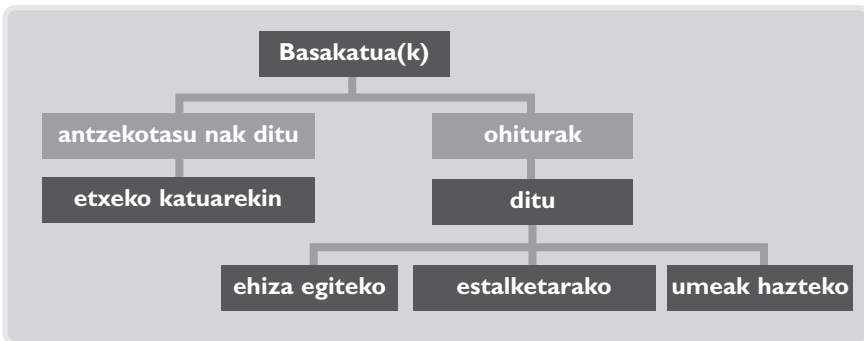 Basakatua(k)
antzekotasu nak ditu
ohiturak
etxeko katuarekin
ditu
ehiza egiteko
estalketarako
umeak hazteko